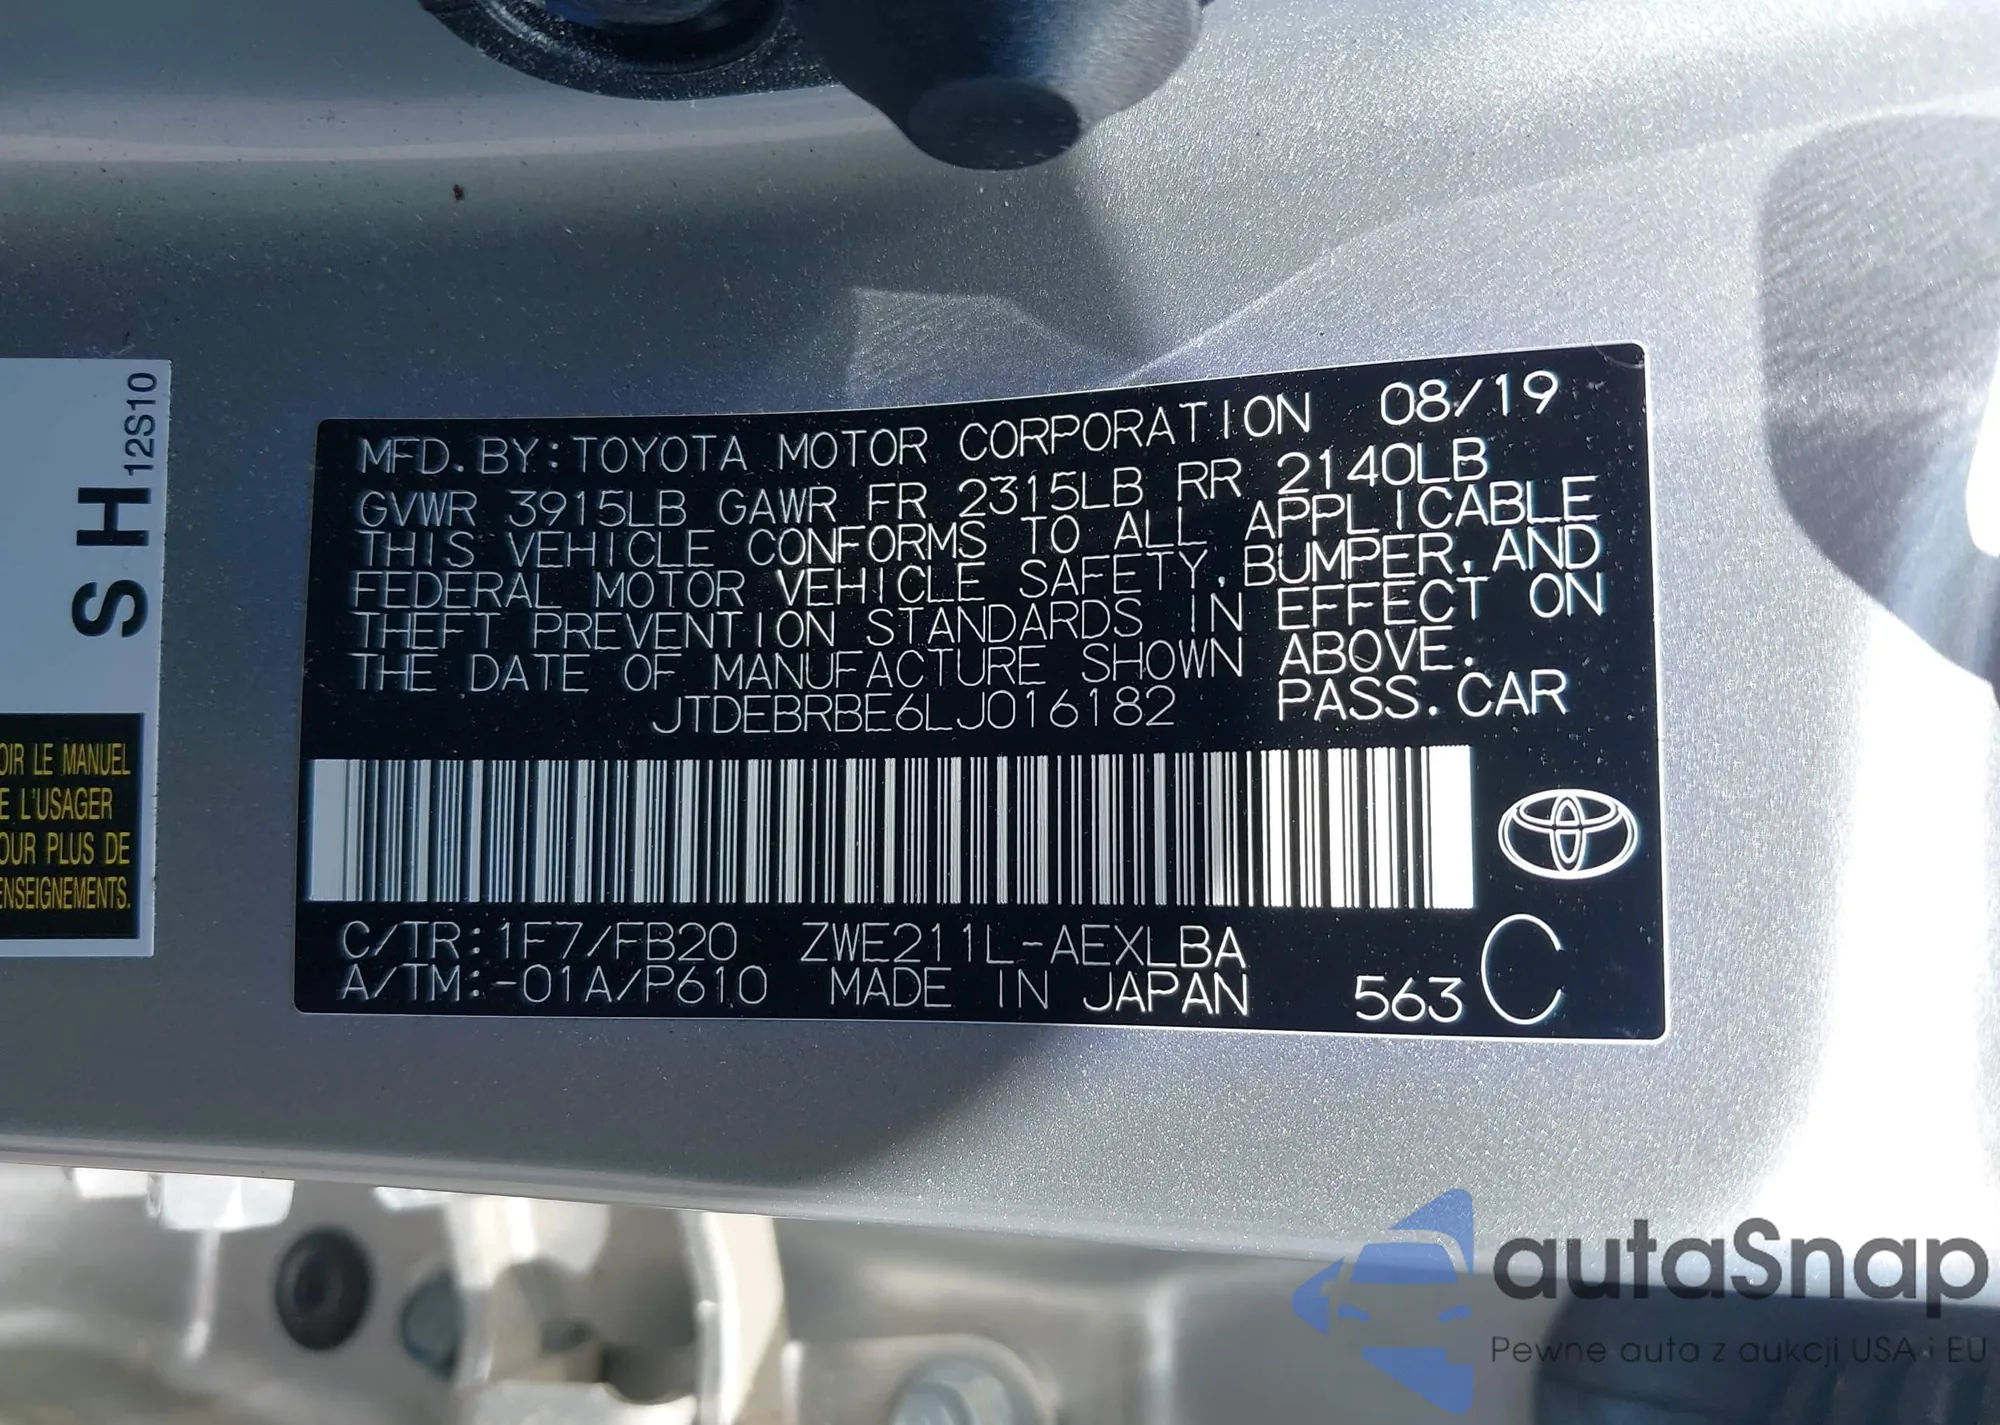 MFD. BY: TOYOTA MOTOR CORPORATION 08/19
GVWR 3915LB GAWR FR 2315LB RR 2140LB
THIS VEHICLE CONFORMS TO ALL APPLICABLE
FEDERAL MOTOR VEHICLE SAFETY, BUMPER, AND
THEFT PREVENTION STANDARDS IN EFFECT ON
THE DATE OF MANUFACTURE SHOWN ABOVE.
JTDEBRBE6LJ016182 PASS. CAR
C/TR: 1F7/FB20 ZWE211L-AEXLBA
A/TM: -01A/P610 MADE IN JAPAN 563 C
S H 12S10
OIR LE MANUEL
E L'USAGER
OUR PLUS DE
ENSEIGNEMENTS.
autaSnap
Pewne auta z aukcji USA i EU